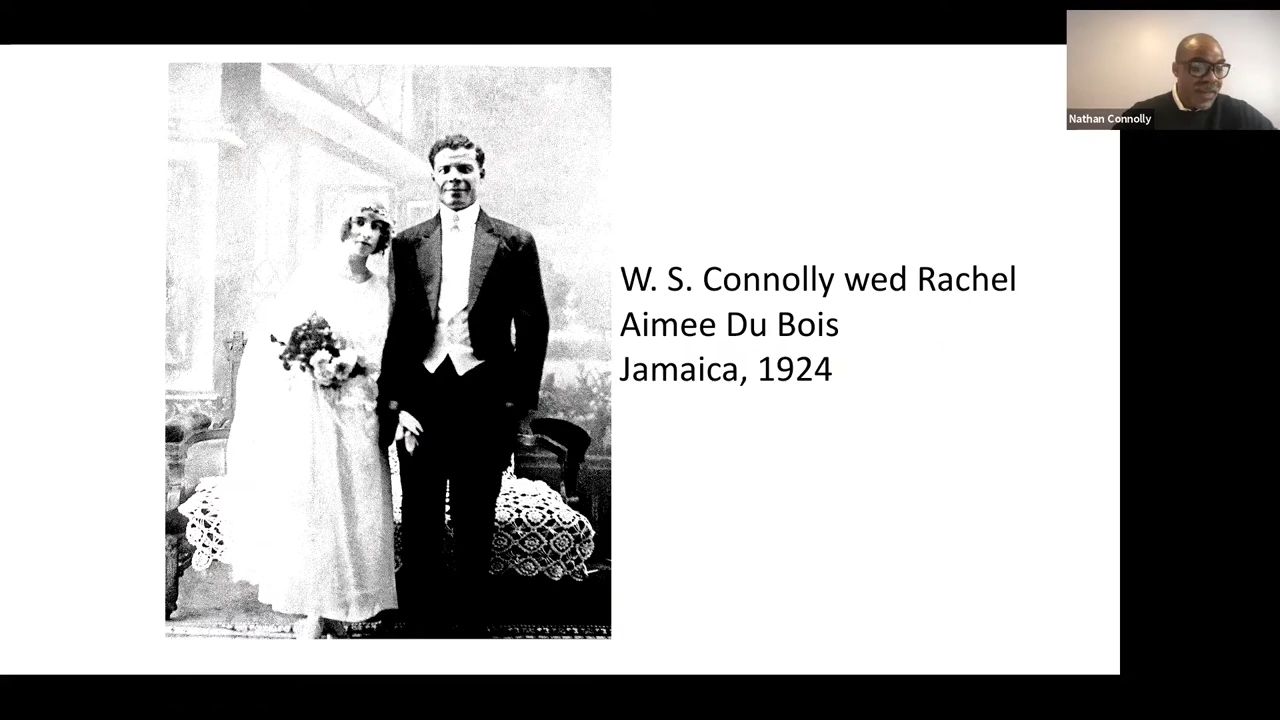 Nathan Connolly
W. S. Connolly wed Rachel
Aimee Du Bois
Jamaica, 1924